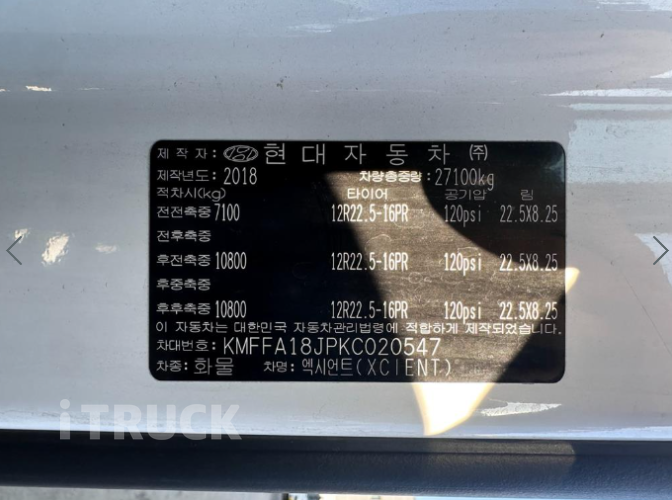 제작자: 현대자동차 ㈜
제작년도: 2018 차량총중량: 27100kg
적차시(kg) 타이어 공기압 림
전전축중 7100 12R22.5-16PR 120psi 22.5X8.25
전후축중
후전축중 10800 12R22.5-16PR 120psi 22.5X8.25
후중축중
후후축중 10800 12R22.5-16PR 120psi 22.5X8.25
이 자동차는 대한민국 자동차관리법령에 적합하게 제작되었습니다.
차대번호: KMFFA18JPKC020547
차종: 화물 차명: 엑시언트(XCIENT)
iTRUCK